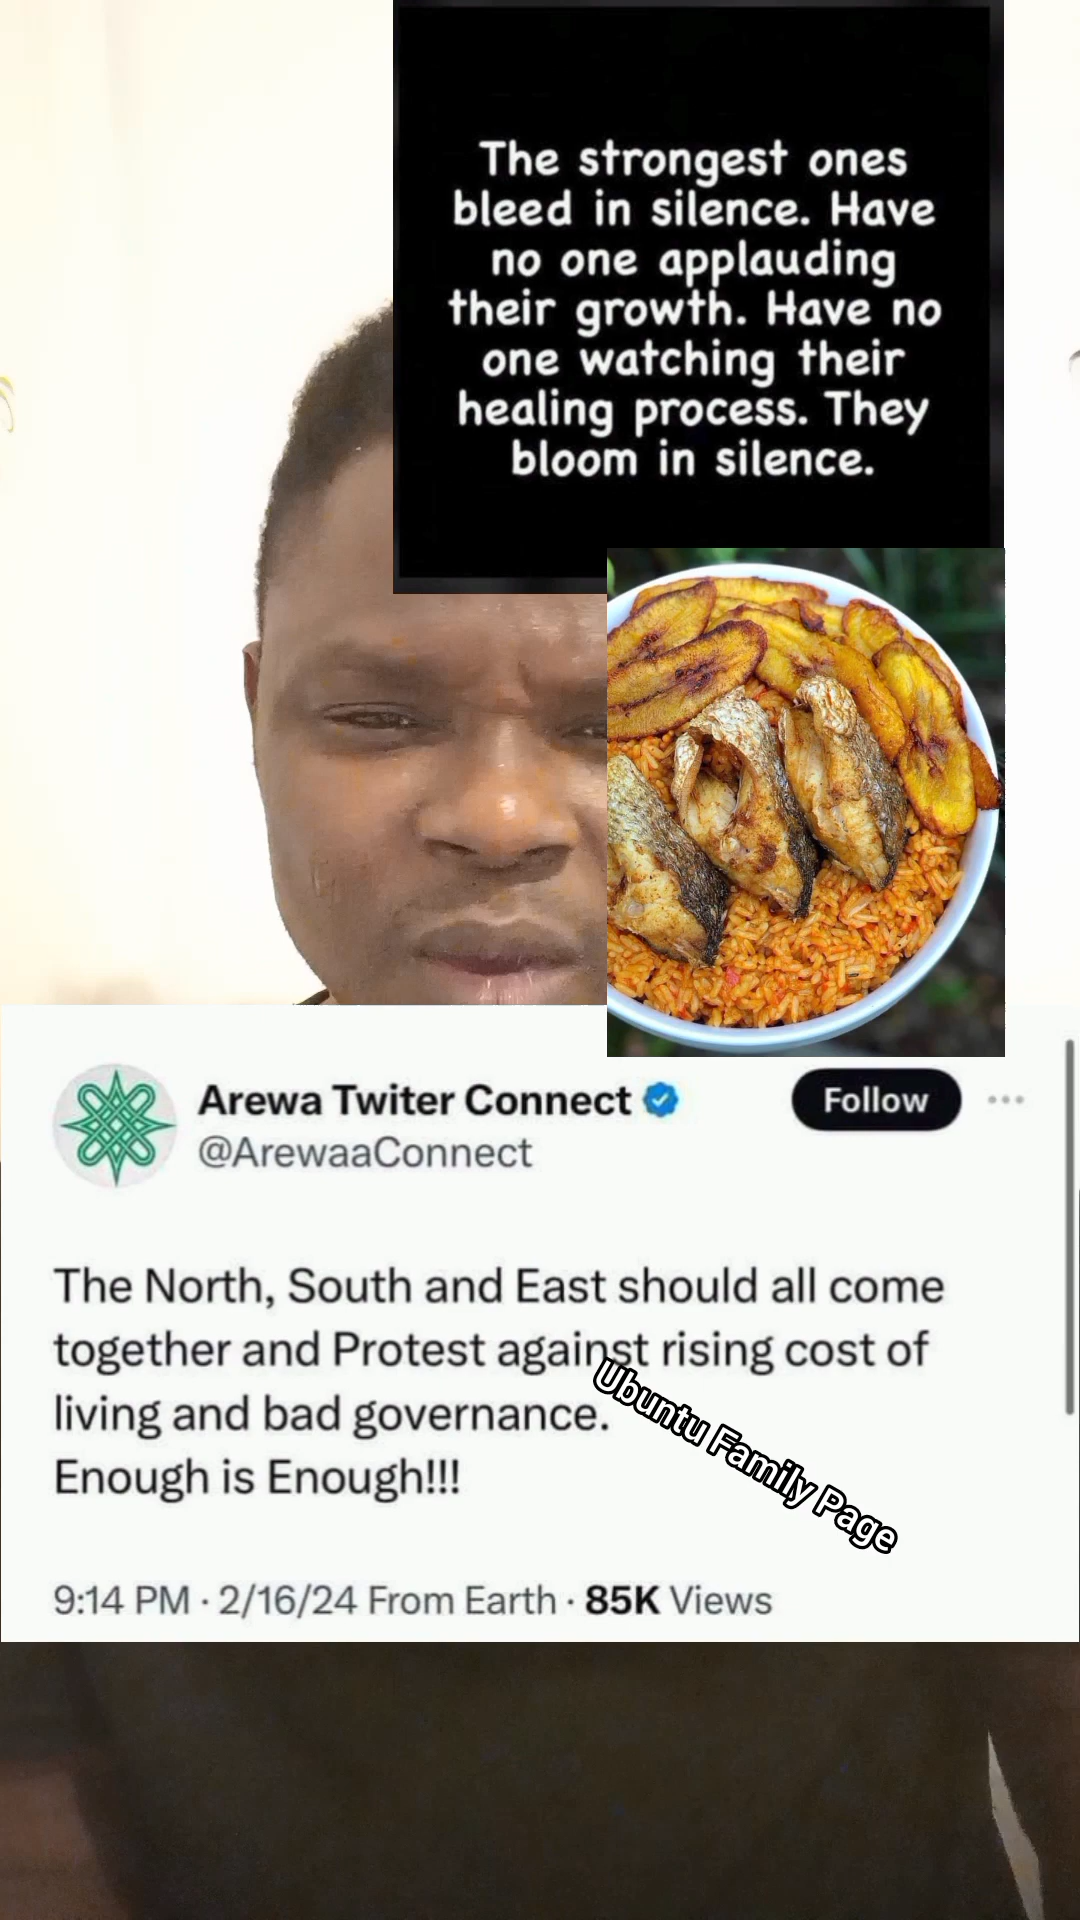 The strongest ones
bleed in silence. Have
no one applauding
their growth. Have no
one watching their
healing process. They
bloom in silence.
Arewa Twiter Connect
@ArewaaConnect
Follow
The North, South and East should all come
together and Protest against rising cost of
living and bad governance.
Enough is Enough!!!
Ubuntu Family Page
9:14 PM · 2/16/24 From Earth · 85K Views